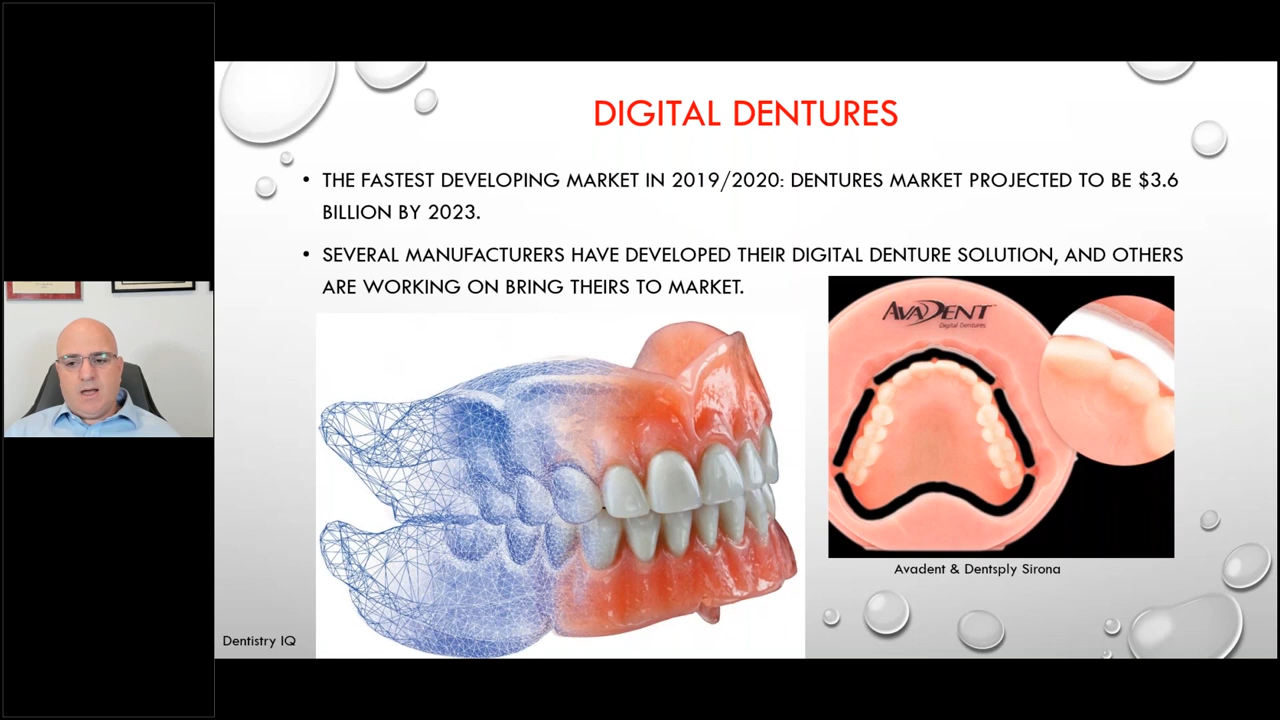 DIGITAL DENTURES
• THE FASTEST DEVELOPING MARKET IN 2019/2020: DENTURES MARKET PROJECTED TO BE $3.6
BILLION BY 2023.
• SEVERAL MANUFACTURERS HAVE DEVELOPED THEIR DIGITAL DENTURE SOLUTION, AND OTHERS
ARE WORKING ON BRING THEIRS TO MARKET.
AVADENT™
Digital Dentures
Avadent & Dentsply Sirona
Dentistry IQ